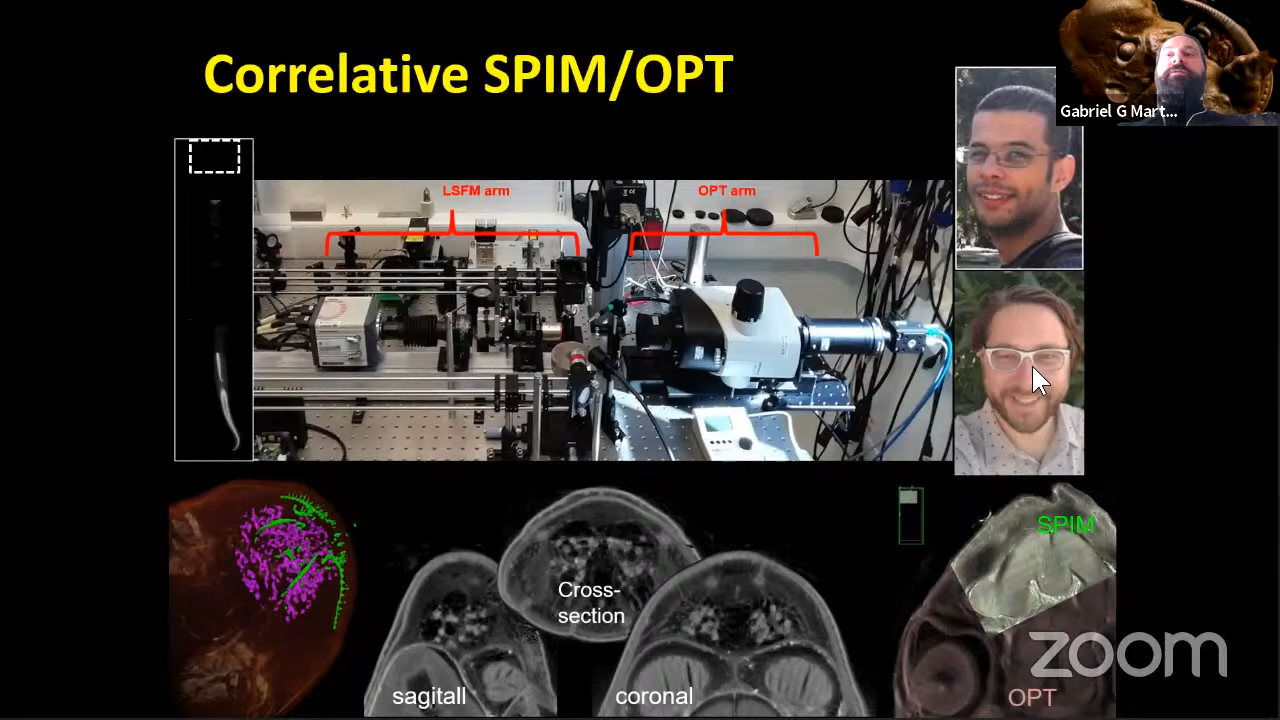 Correlative SPIM/OPT
Gabriel G Mart...
LSFM arm
OPT arm
SPIM
Cross-
section
sagitall
coronal
OPT
zoom